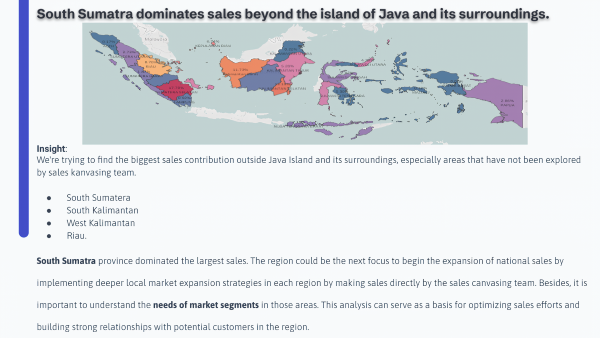 South Sumatra dominates sales beyond the island of Java and its surroundings.
Insight:
We're trying to find the biggest sales contribution outside Java Island and its surroundings, especially areas that have not been explored
by sales kanvasing team.
● South Sumatera
● South Kalimantan
● West Kalimantan
● Riau.
South Sumatra province dominated the largest sales. The region could be the next focus to begin the expansion of national sales by
implementing deeper local market expansion strategies in each region by making sales directly by the sales canvasing team. Besides, it is
important to understand the needs of market segments in those areas. This analysis can serve as a basis for optimizing sales efforts and
building strong relationships with potential customers in the region.